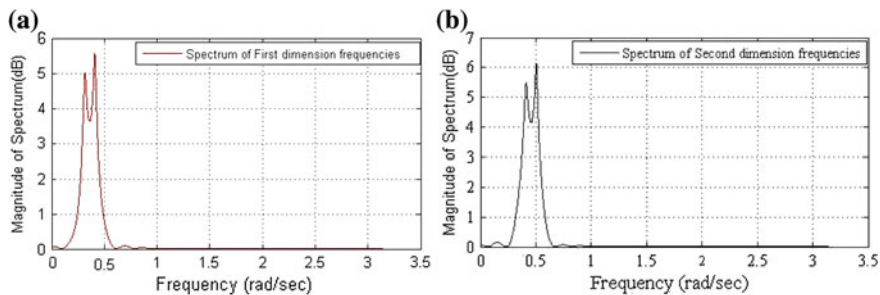 (a)
Magnitude of Spectrum(dB)
6
5
4
3
2
1
0
Spectrum of First dimension frequencies
0 0.5 1 1.5 2 2.5 3 3.5
Frequency (rad/sec)
(b)
Magnitude of Spectrum(dB)
7
6
5
4
3
2
1
0
Spectrum of Second dimension frequencies
0 0.5 1 1.5 2 2.5 3 3.5
Frequency (rad/sec)